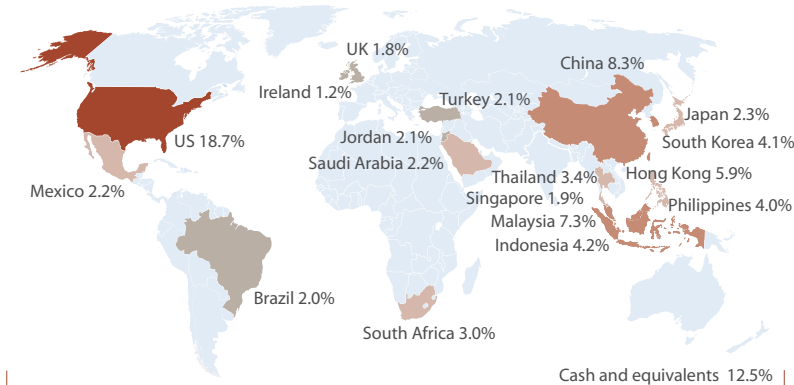 UK 1.8%
China 8.3%
Ireland 1.2%
Turkey 2.1%
Japan 2.3%
US 18.7%
Jordan 2.1%
South Korea 4.1%
Saudi Arabia 2.2%
Thailand 3.4%
Hong Kong 5.9%
Mexico 2.2%
Singapore 1.9%
Philippines 4.0%
Malaysia 7.3%
Indonesia 4.2%
Brazil 2.0%
South Africa 3.0%
Cash and equivalents 12.5%